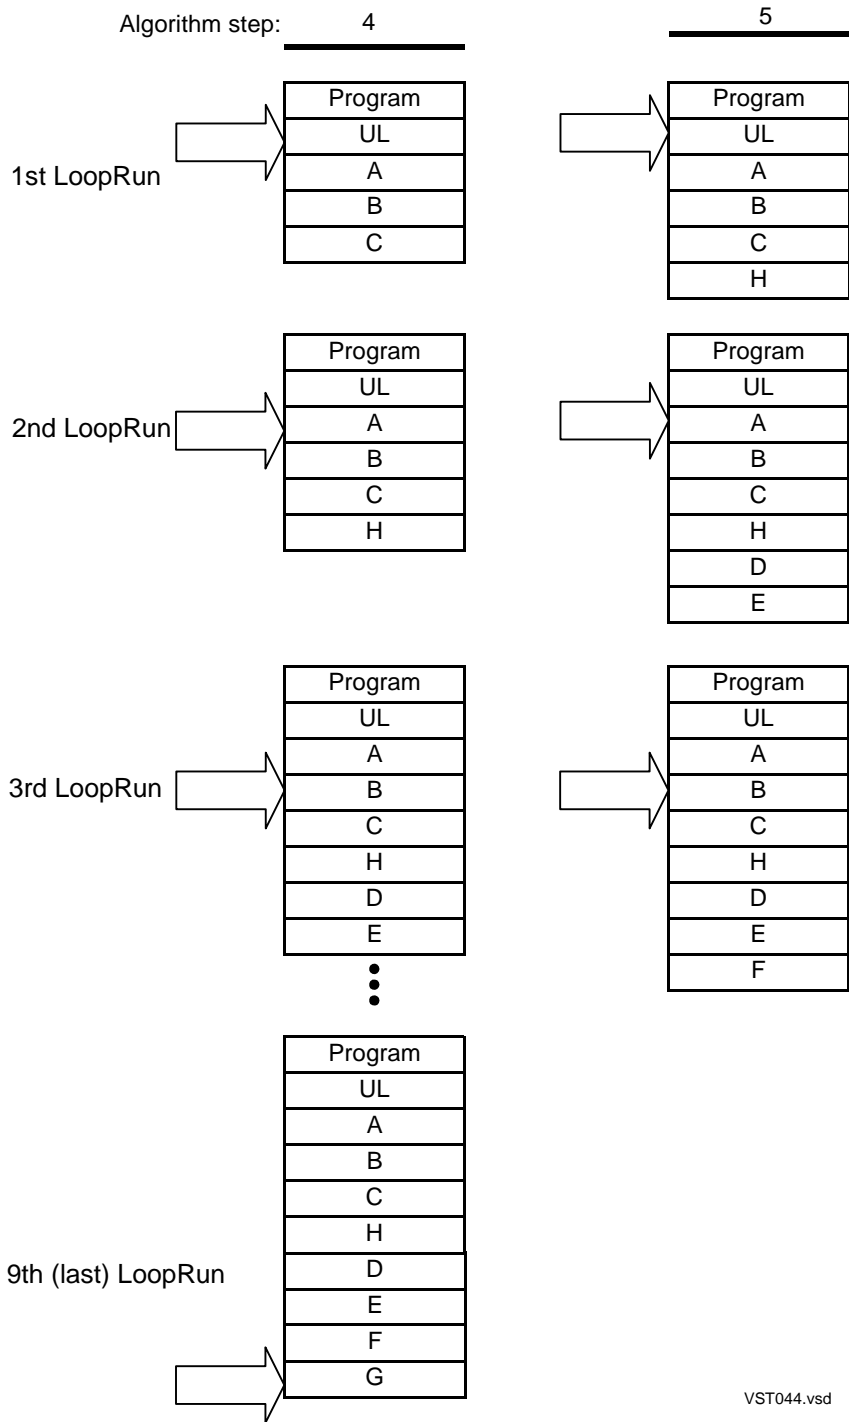 Algorithm step: 4 5
1st LoopRun
Program
UL
A
B
C
Program
UL
A
B
C
H
2nd LoopRun
Program
UL
A
B
C
H
Program
UL
A
B
C
H
D
E
3rd LoopRun
Program
UL
A
B
C
H
D
E
Program
UL
A
B
C
H
D
E
F
9th (last) LoopRun
Program
UL
A
B
C
H
D
E
F
G
VST044.vsd